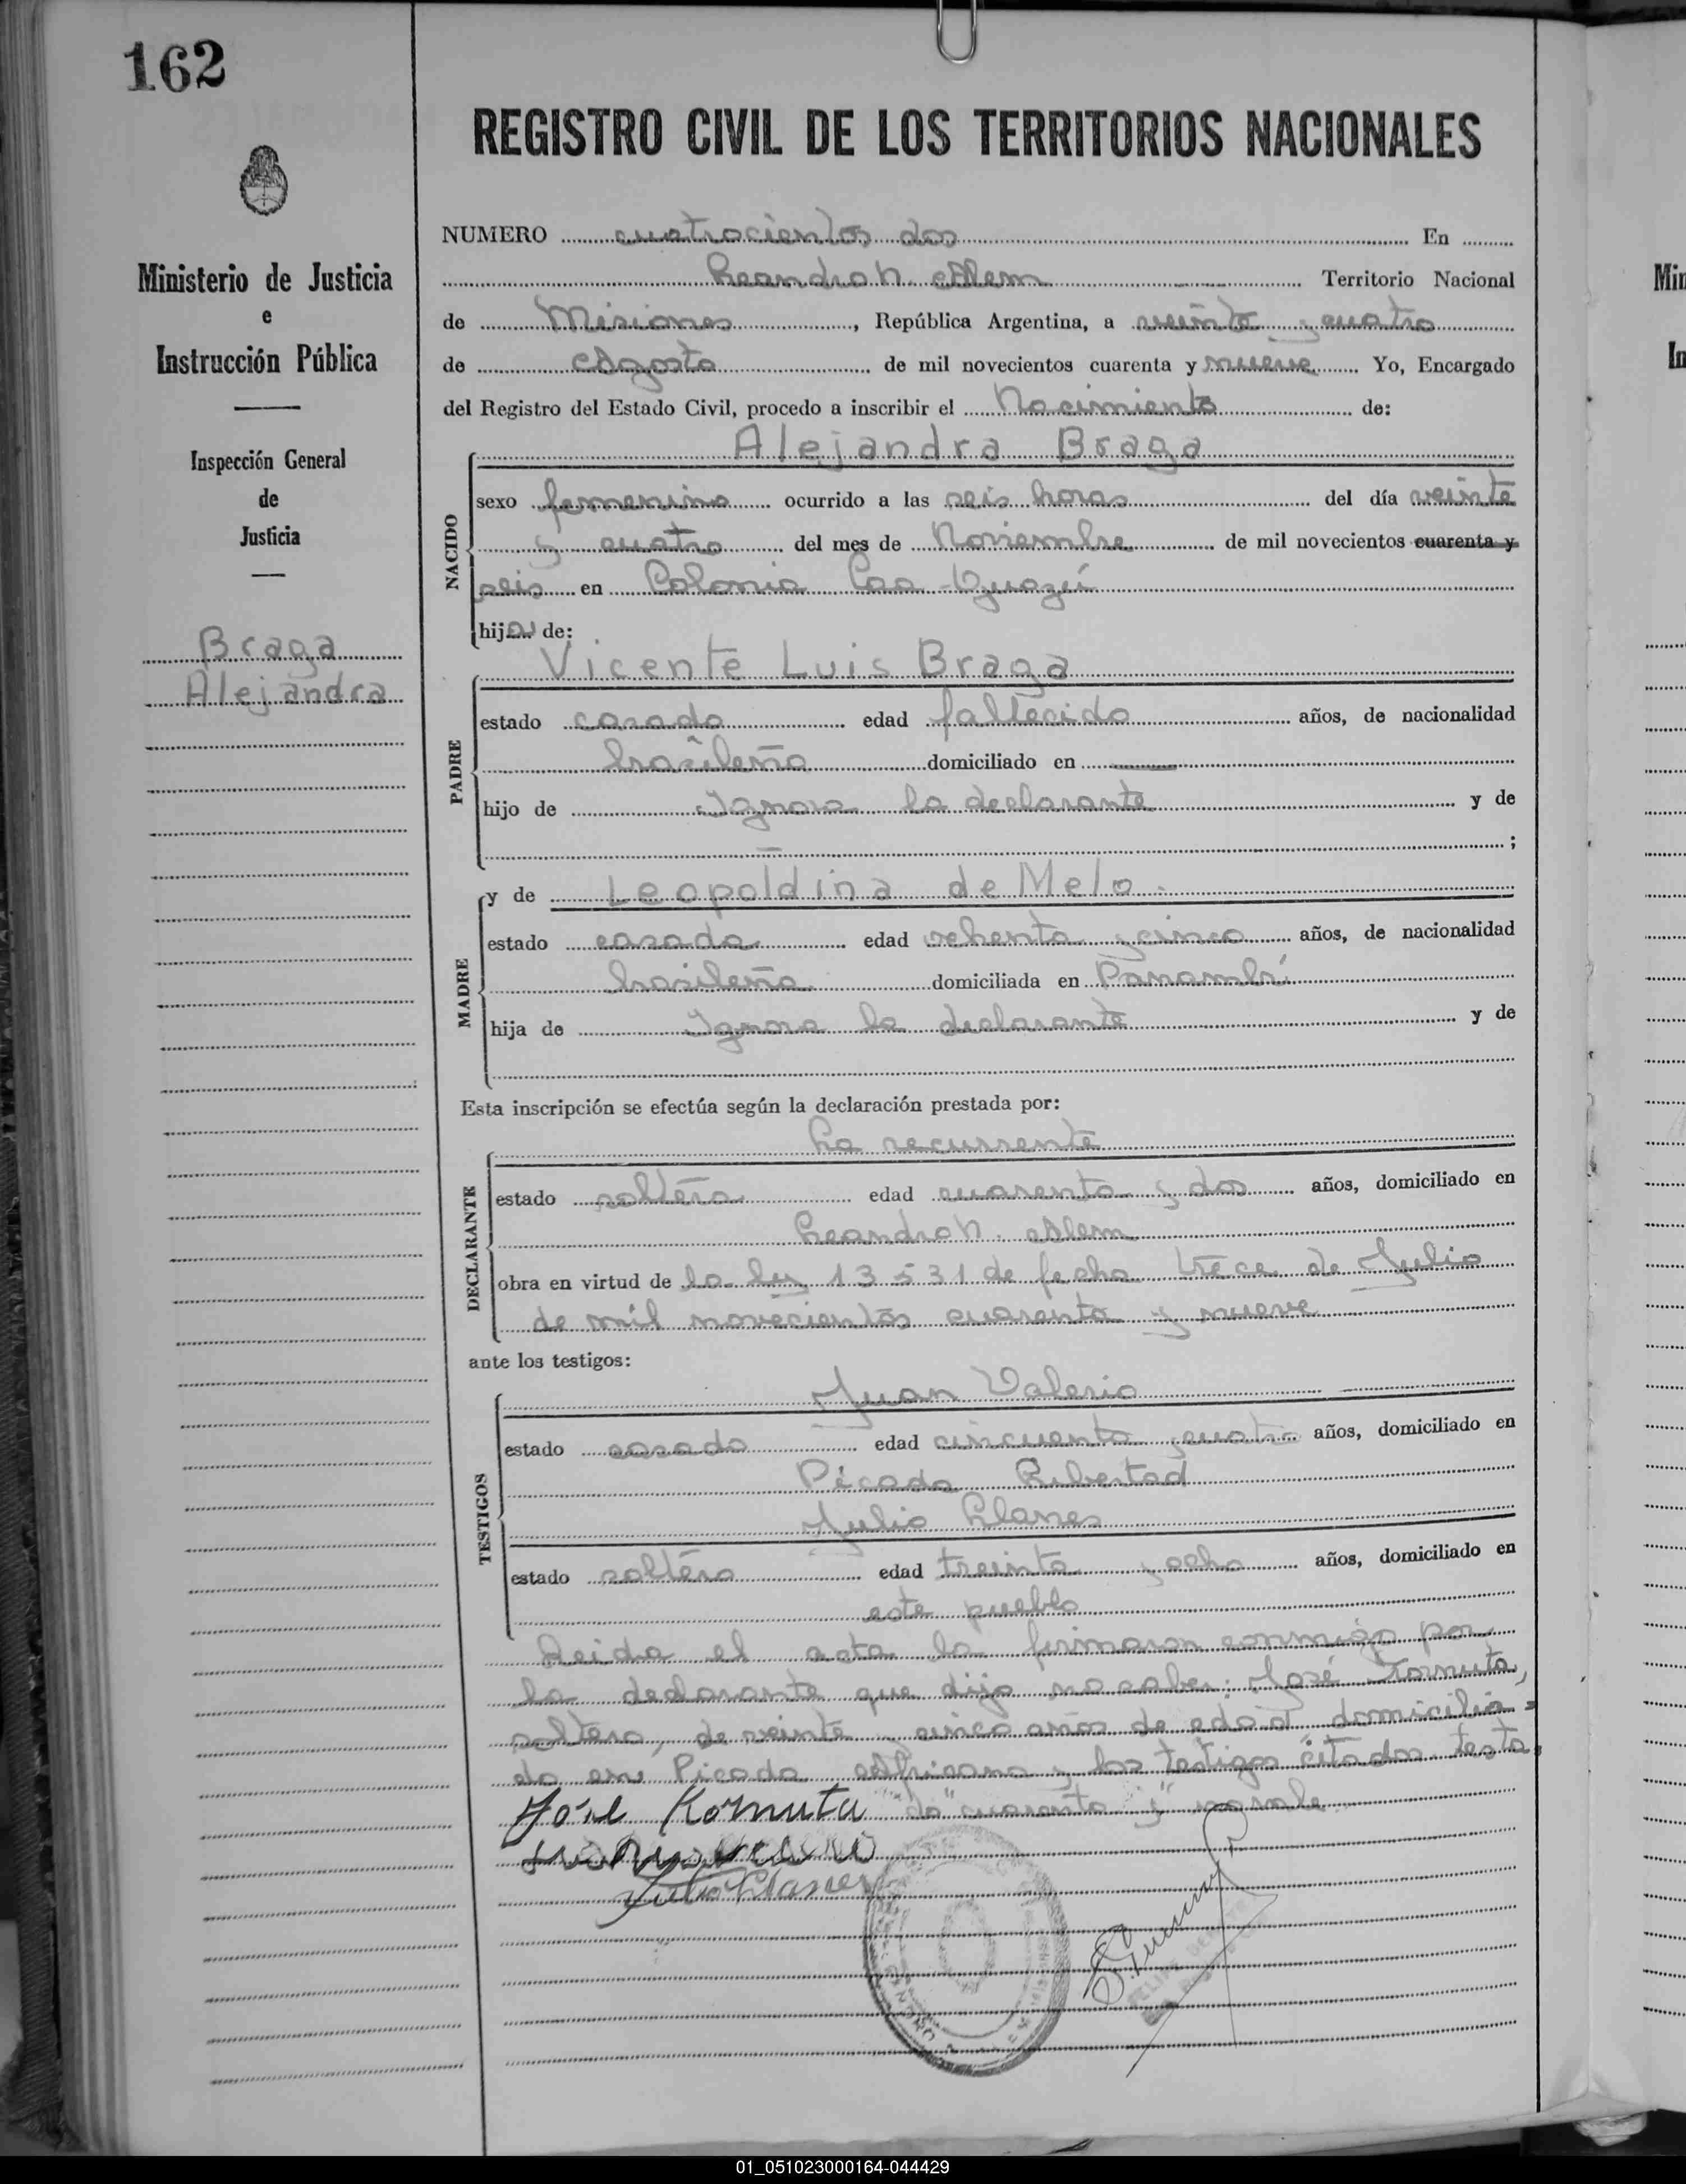 162
REGISTRO CIVIL DE LOS TERRITORIOS NACIONALES
Ministerio de Justicia
e
Instrucción Pública
Inspección General
de
Justicia
Braga
Alejandra
NUMERO cuatrocientos dos En
Leandro N. Alem Territorio Nacional
de Misiones, República Argentina, a veinte y cuatro
de Agosto de mil novecientos cuarenta y nueve Yo, Encargado
del Registro del Estado Civil, procedo a inscribir el Nacimiento de:
Alejandra Braga
NACIDO
sexo femenino ocurrido a las seis horas del día veinte
y cuatro del mes de Noviembre de mil novecientos cuarenta y
seis en Colonia Caa-Guazú
hija de:
Vicente Luis Braga
PADRE
estado casado edad fallecido años, de nacionalidad
brasileña domiciliado en
hijo de Ignora la declarante y de
;
MADRE
y de Leopoldina de Melo.
estado casada edad ochenta y cinco años, de nacionalidad
brasileña domiciliada en Panambí
hija de Ignora la declarante y de
Esta inscripción se efectúa según la declaración prestada por:
La recurrente
DECLARANTE
estado soltera edad cuarenta y dos años, domiciliado en
Leandro N. Alem
obra en virtud de la ley 13531 de fecha trece de Julio
de mil novecientos cuarenta y nueve
ante los testigos:
TESTIGOS
Juan Valerio
estado casado edad cincuenta y cuatro años, domiciliado en
Picada Libertad
Julio Llanes
estado soltero edad treinta y ocho años, domiciliado en
este pueblo
Leida el acta la firmaron conmigo por
la declarante que dijo no saber: José Kornuta,
soltero, de veinte y cinco años de edad domicilia=
do en Picada Africana y los testigos citados. Testa
do "cuarenta y" no vale
José Kornuta
Julio Llanes
01_051023000164-044429